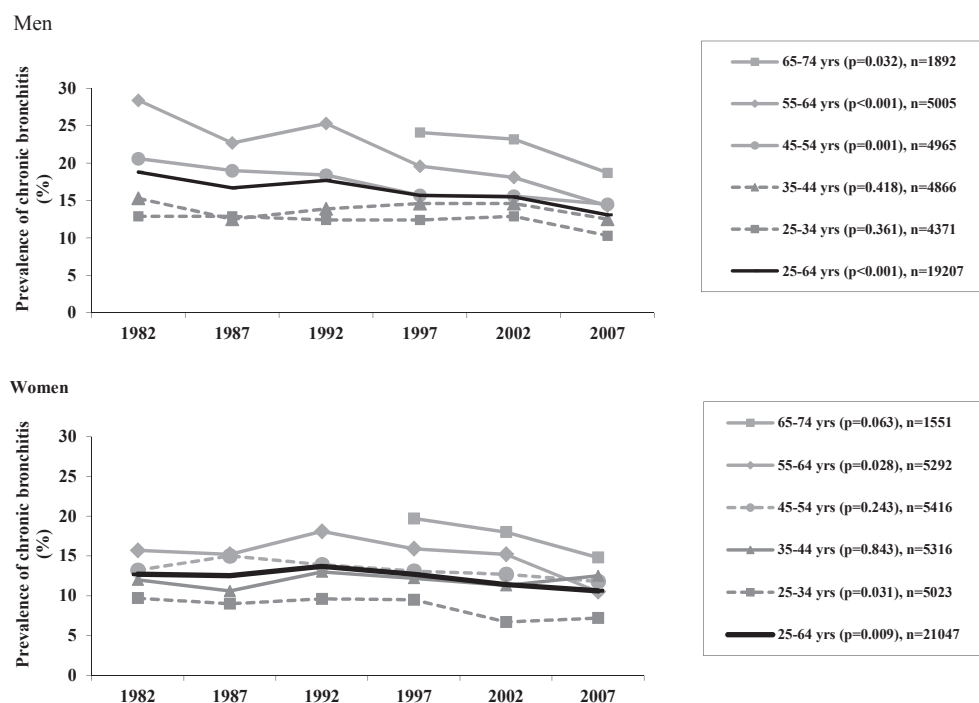 Men
Prevalence of chronic bronchitis
(%)
30
25
20
15
10
5
0
1982 1987 1992 1997 2002 2007
65-74 yrs (p=0.032), n=1892
55-64 yrs (p<0.001), n=5005
45-54 yrs (p=0.001), n=4965
35-44 yrs (p=0.418), n=4866
25-34 yrs (p=0.361), n=4371
25-64 yrs (p<0.001), n=19207
Women
Prevalence of chronic bronchitis
(%)
30
25
20
15
10
5
0
1982 1987 1992 1997 2002 2007
65-74 yrs (p=0.063), n=1551
55-64 yrs (p=0.028), n=5292
45-54 yrs (p=0.243), n=5416
35-44 yrs (p=0.843), n=5316
25-34 yrs (p=0.031), n=5023
25-64 yrs (p=0.009), n=21047